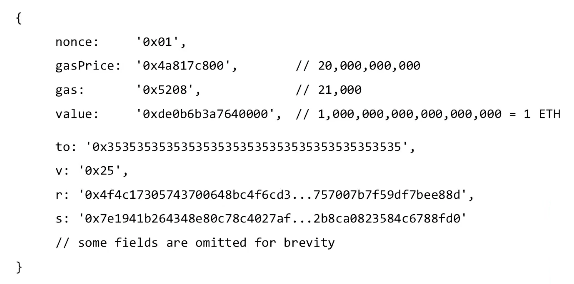 {
nonce: '0x01',
gasPrice: '0x4a817c800', // 20,000,000,000
gas: '0x5208', // 21,000
value: '0xde0b6b3a7640000', // 1,000,000,000,000,000,000 = 1 ETH
to: '0x3535353535353535353535353535353535353535',
v: '0x25',
r: '0x4f4c17305743700648bc4f6cd3...757007b7f59df7bee88d',
s: '0x7e1941b264348e80c78c4027af...2b8ca0823584c6788fd0'
// some fields are omitted for brevity
}